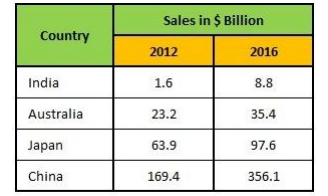 Country Sales in $ Billion
2012 2016
India 1.6 8.8
Australia 23.2 35.4
Japan 63.9 97.6
China 169.4 356.1